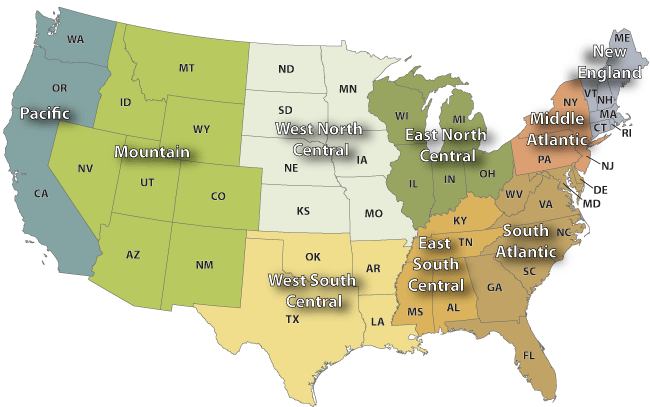 WA
ME
New
England
MT
ND
MN
OR
VT
NH
ID
SD
WI
MI
NY
MA
Pacific
WY
West North
Central
East North
Central
Middle
Atlantic
CT
RI
Mountain
NE
IA
PA
NJ
NV
UT
CO
IL
IN
OH
CA
KS
MO
WV
VA
DE
MD
KY
AZ
NM
OK
AR
TN
East
South
Central
South
Atlantic
NC
SC
West South
Central
GA
TX
LA
MS
AL
FL